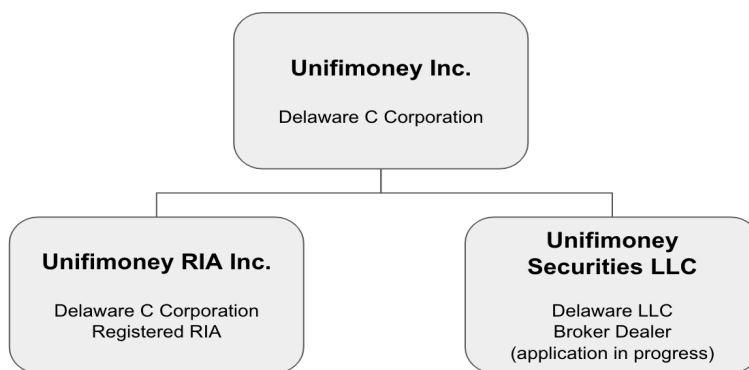 Unifimoney Inc.
Delaware C Corporation
Unifimoney RIA Inc.
Delaware C Corporation
Registered RIA
Unifimoney
Securities LLC
Delaware LLC
Broker Dealer
(application in progress)